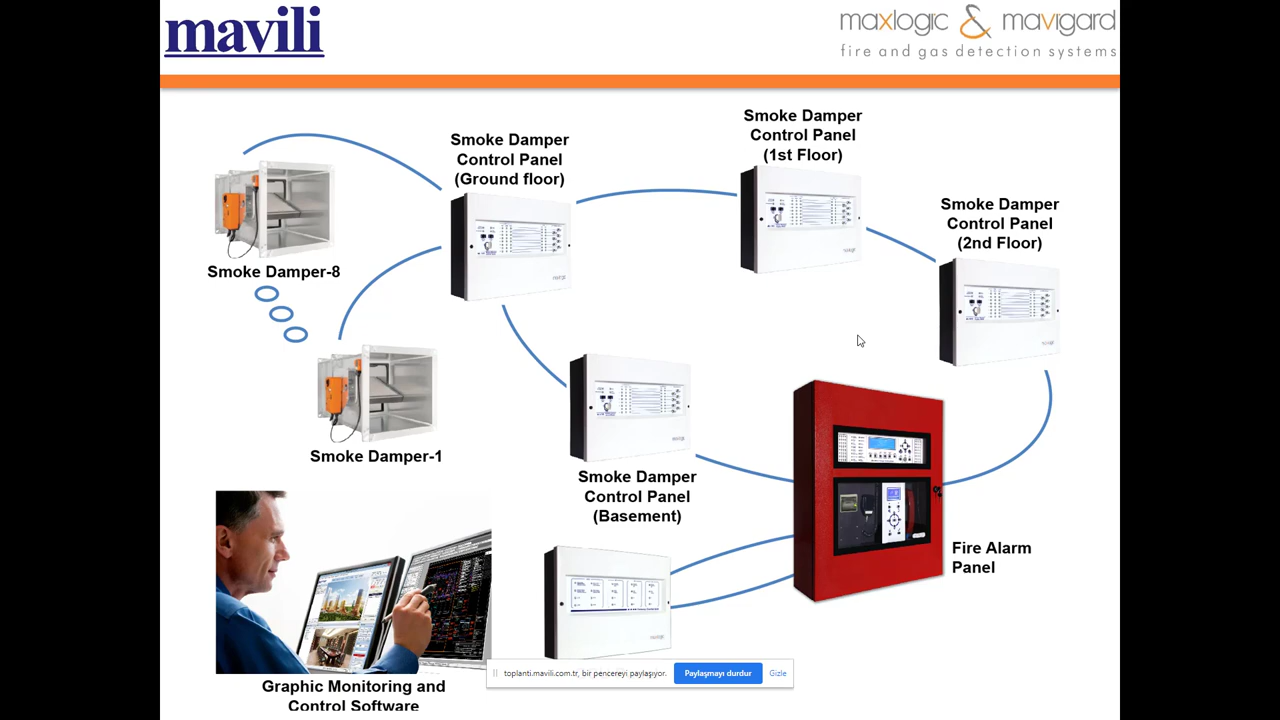 mavili
maxlogic & mavigard
fire and gas detection systems
Smoke Damper
Control Panel
(Ground floor)
Smoke Damper
Control Panel
(1st Floor)
Smoke Damper
Control Panel
(2nd Floor)
Smoke Damper-8
Smoke Damper-1
Smoke Damper
Control Panel
(Basement)
Fire Alarm
Panel
toplanti.mavili.com.tr, bir pencereyi paylaşıyor.
Paylaşmayı durdur
Gizle
Graphic Monitoring and
Control Software